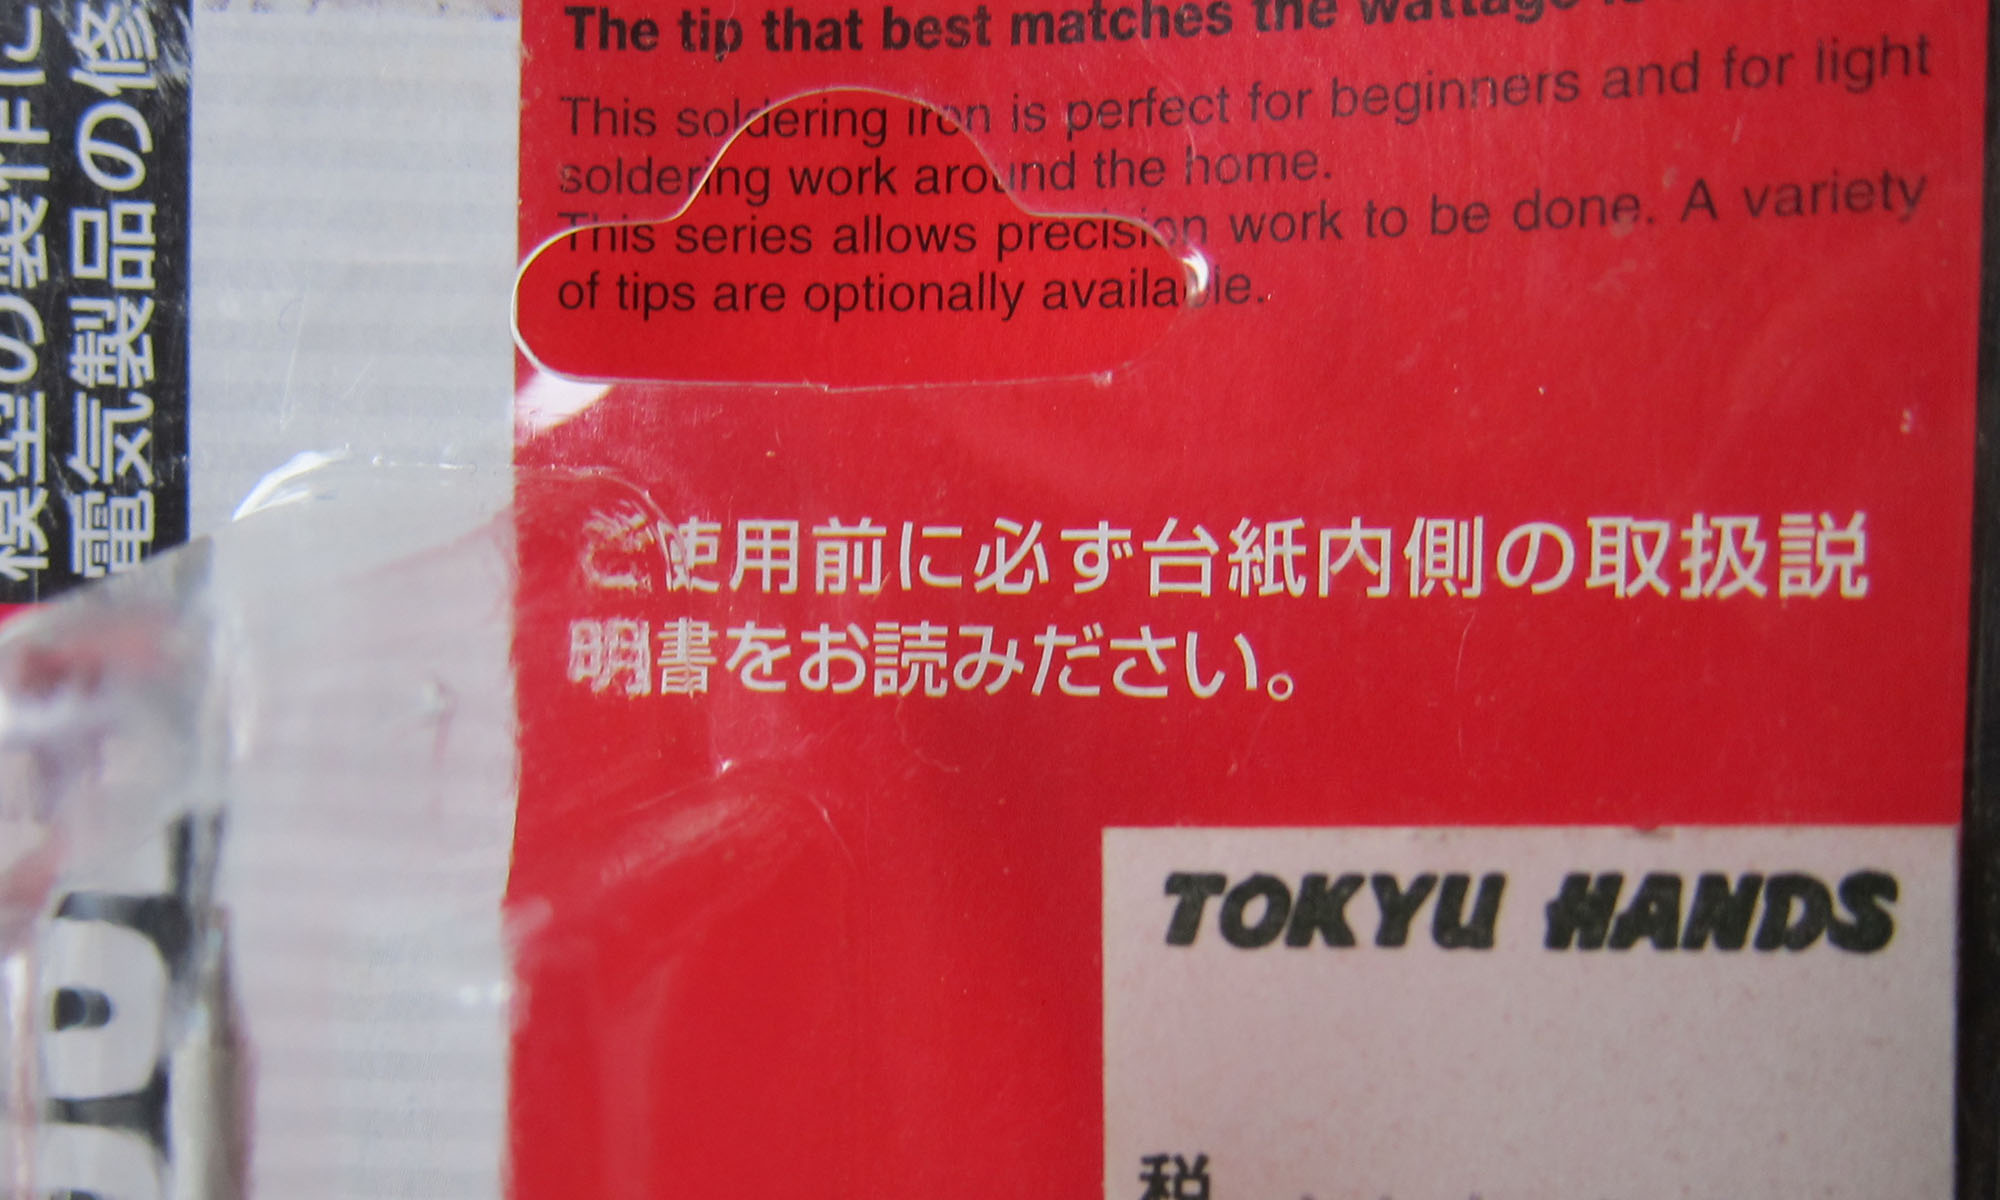 The tip that best matches the wattage
This soldering iron is perfect for beginners and for light
soldering work around the home.
This series allows precision work to be done. A variety
of tips are optionally available.
ご使用前に必ず台紙内側の取扱説
明書をお読みださい。
TOKYU HANDS
税
模型の製作に
電気製品の修